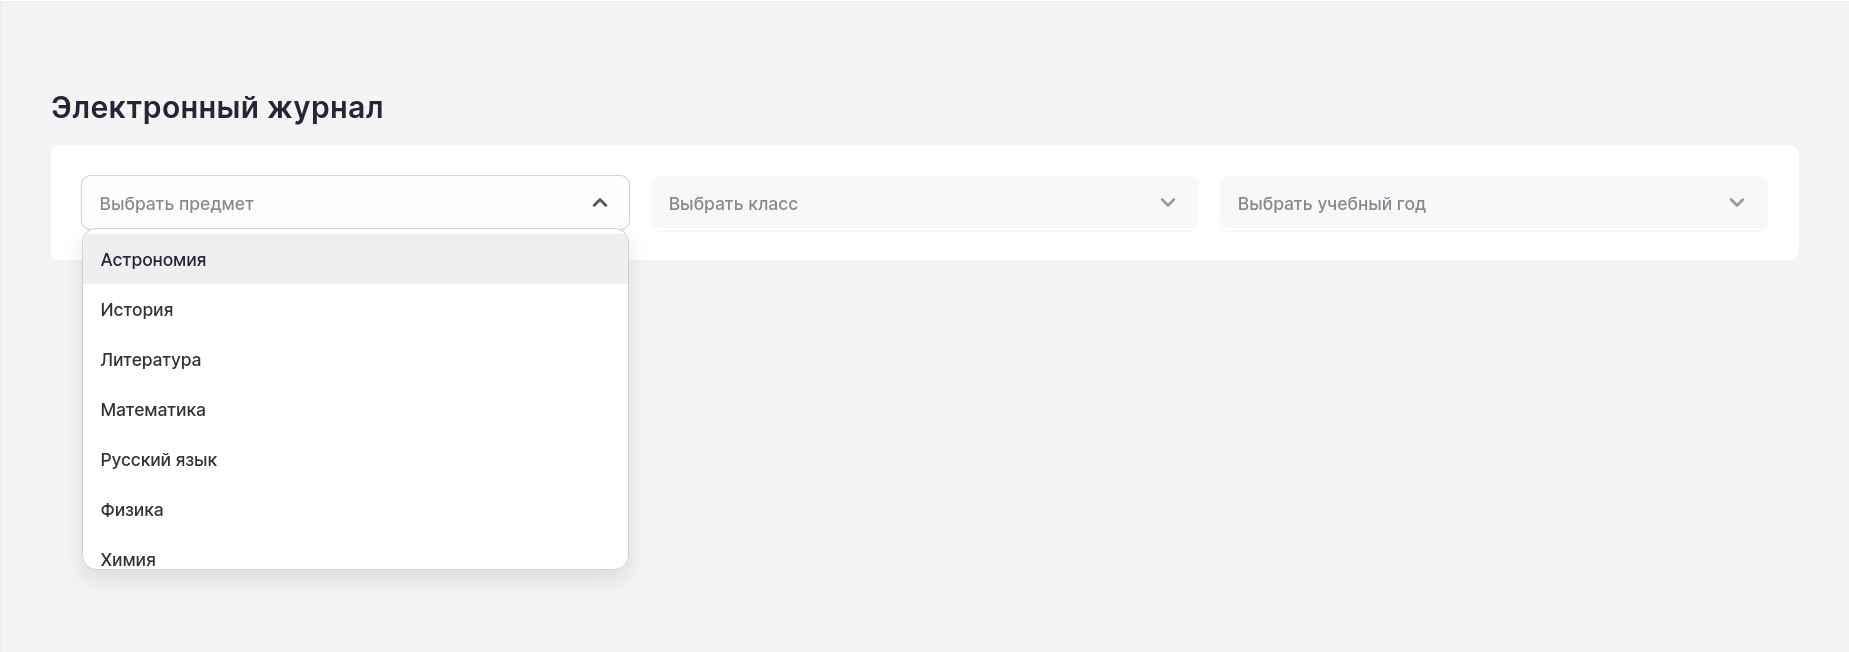 Электронный журнал
Выбрать предмет
Выбрать класс
Выбрать учебный год
Астрономия
История
Литература
Математика
Русский язык
Физика
Химия